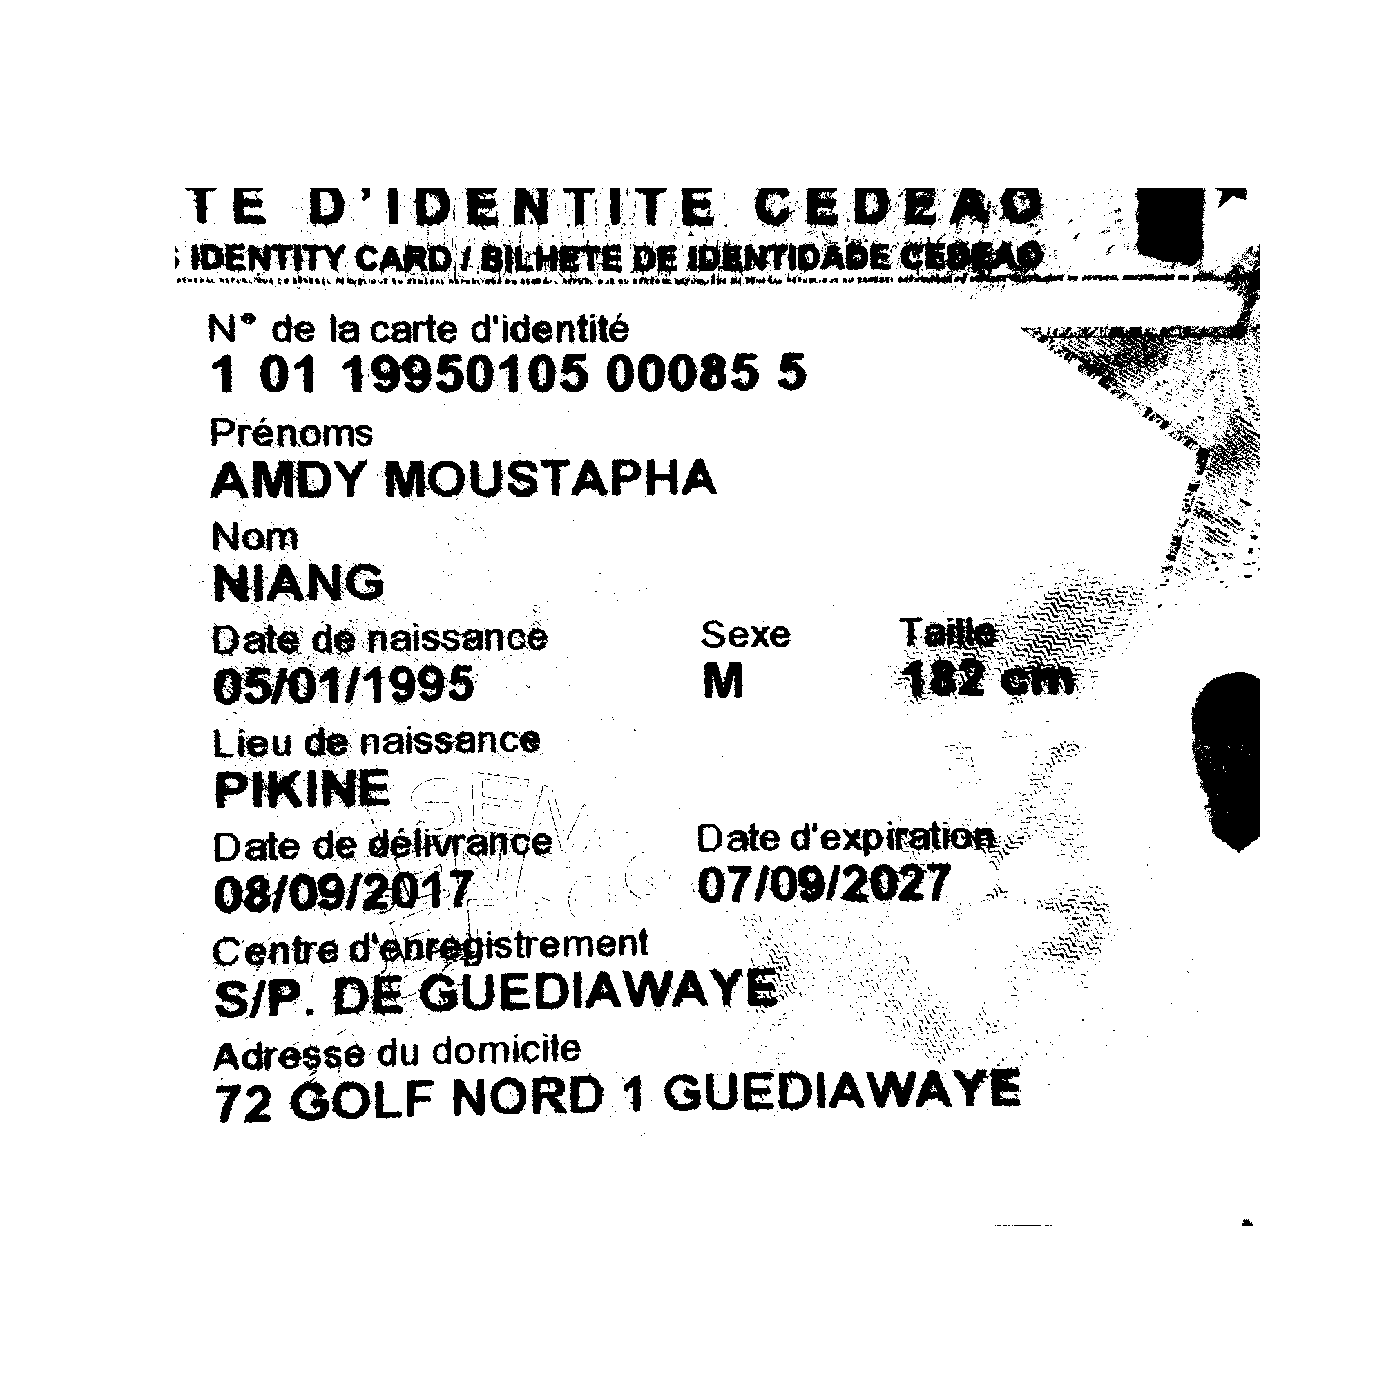 TE D'IDENTITE CEDEAO
IDENTITY CARD / BILHETE DE IDENTIDADE CEDEAO
N° de la carte d'identité
1 01 19950105 00085 5
Prénoms
AMDY MOUSTAPHA
Nom
NIANG
Date de naissance Sexe Taille
05/01/1995 M 182 cm
Lieu de naissance
PIKINE
Date de délivrance Date d'expiration
08/09/2017 07/09/2027
Centre d'enregistrement
S/P. DE GUEDIAWAYE
Adresse du domicile
72 GOLF NORD 1 GUEDIAWAYE